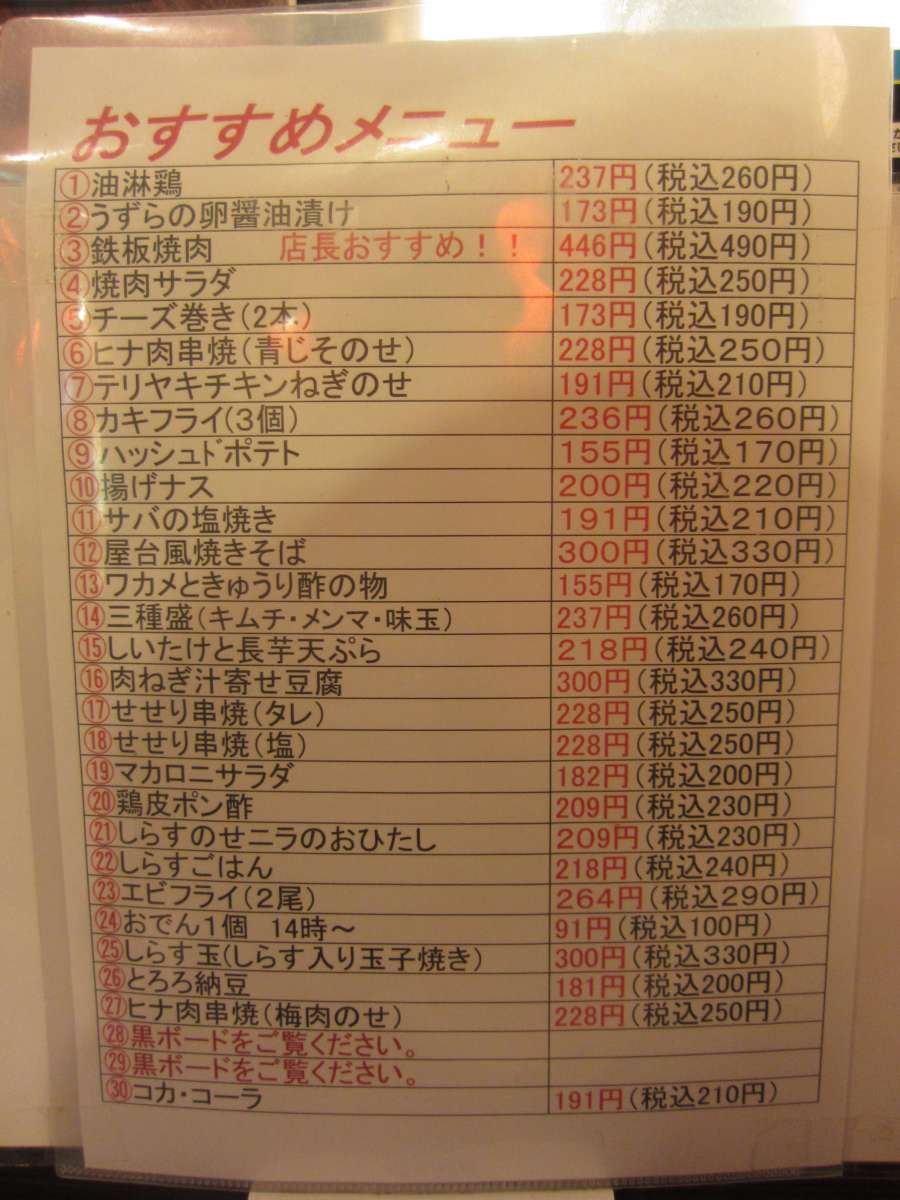 おすすめメニュー
①油淋鶏 237円(税込260円)
②うずらの卵醤油漬け 173円(税込190円)
③鉄板焼肉 店長おすすめ！！ 446円(税込490円)
④焼肉サラダ 228円(税込250円)
⑤チーズ巻き(2本) 173円(税込190円)
⑥ヒナ肉串焼(青じそのせ) 228円(税込250円)
⑦テリヤキチキンねぎのせ 191円(税込210円)
⑧カキフライ(3個) 236円(税込260円)
⑨ハッシュドポテト 155円(税込170円)
⑩揚げナス 200円(税込220円)
⑪サバの塩焼き 191円(税込210円)
⑫屋台風焼きそば 300円(税込330円)
⑬ワカメときゅうり酢の物 155円(税込170円)
⑭三種盛(キムチ・メンマ・味玉) 237円(税込260円)
⑮しいたけと長芋天ぷら 218円(税込240円)
⑯肉ねぎ汁寄せ豆腐 300円(税込330円)
⑰せせり串焼(タレ) 228円(税込250円)
⑱せせり串焼(塩) 228円(税込250円)
⑲マカロニサラダ 182円(税込200円)
⑳鶏皮ポン酢 209円(税込230円)
㉑しらすのせニラのおひたし 209円(税込230円)
㉒しらすごはん 218円(税込240円)
㉓エビフライ(2尾) 264円(税込290円)
㉔おでん1個 14時～ 91円(税込100円)
㉕しらす玉(しらす入り玉子焼き) 300円(税込330円)
㉖とろろ納豆 181円(税込200円)
㉗ヒナ肉串焼(梅肉のせ) 228円(税込250円)
㉘黒ボードをご覧ください。
㉙黒ボードをご覧ください。
㉚コカ・コーラ 191円(税込210円)